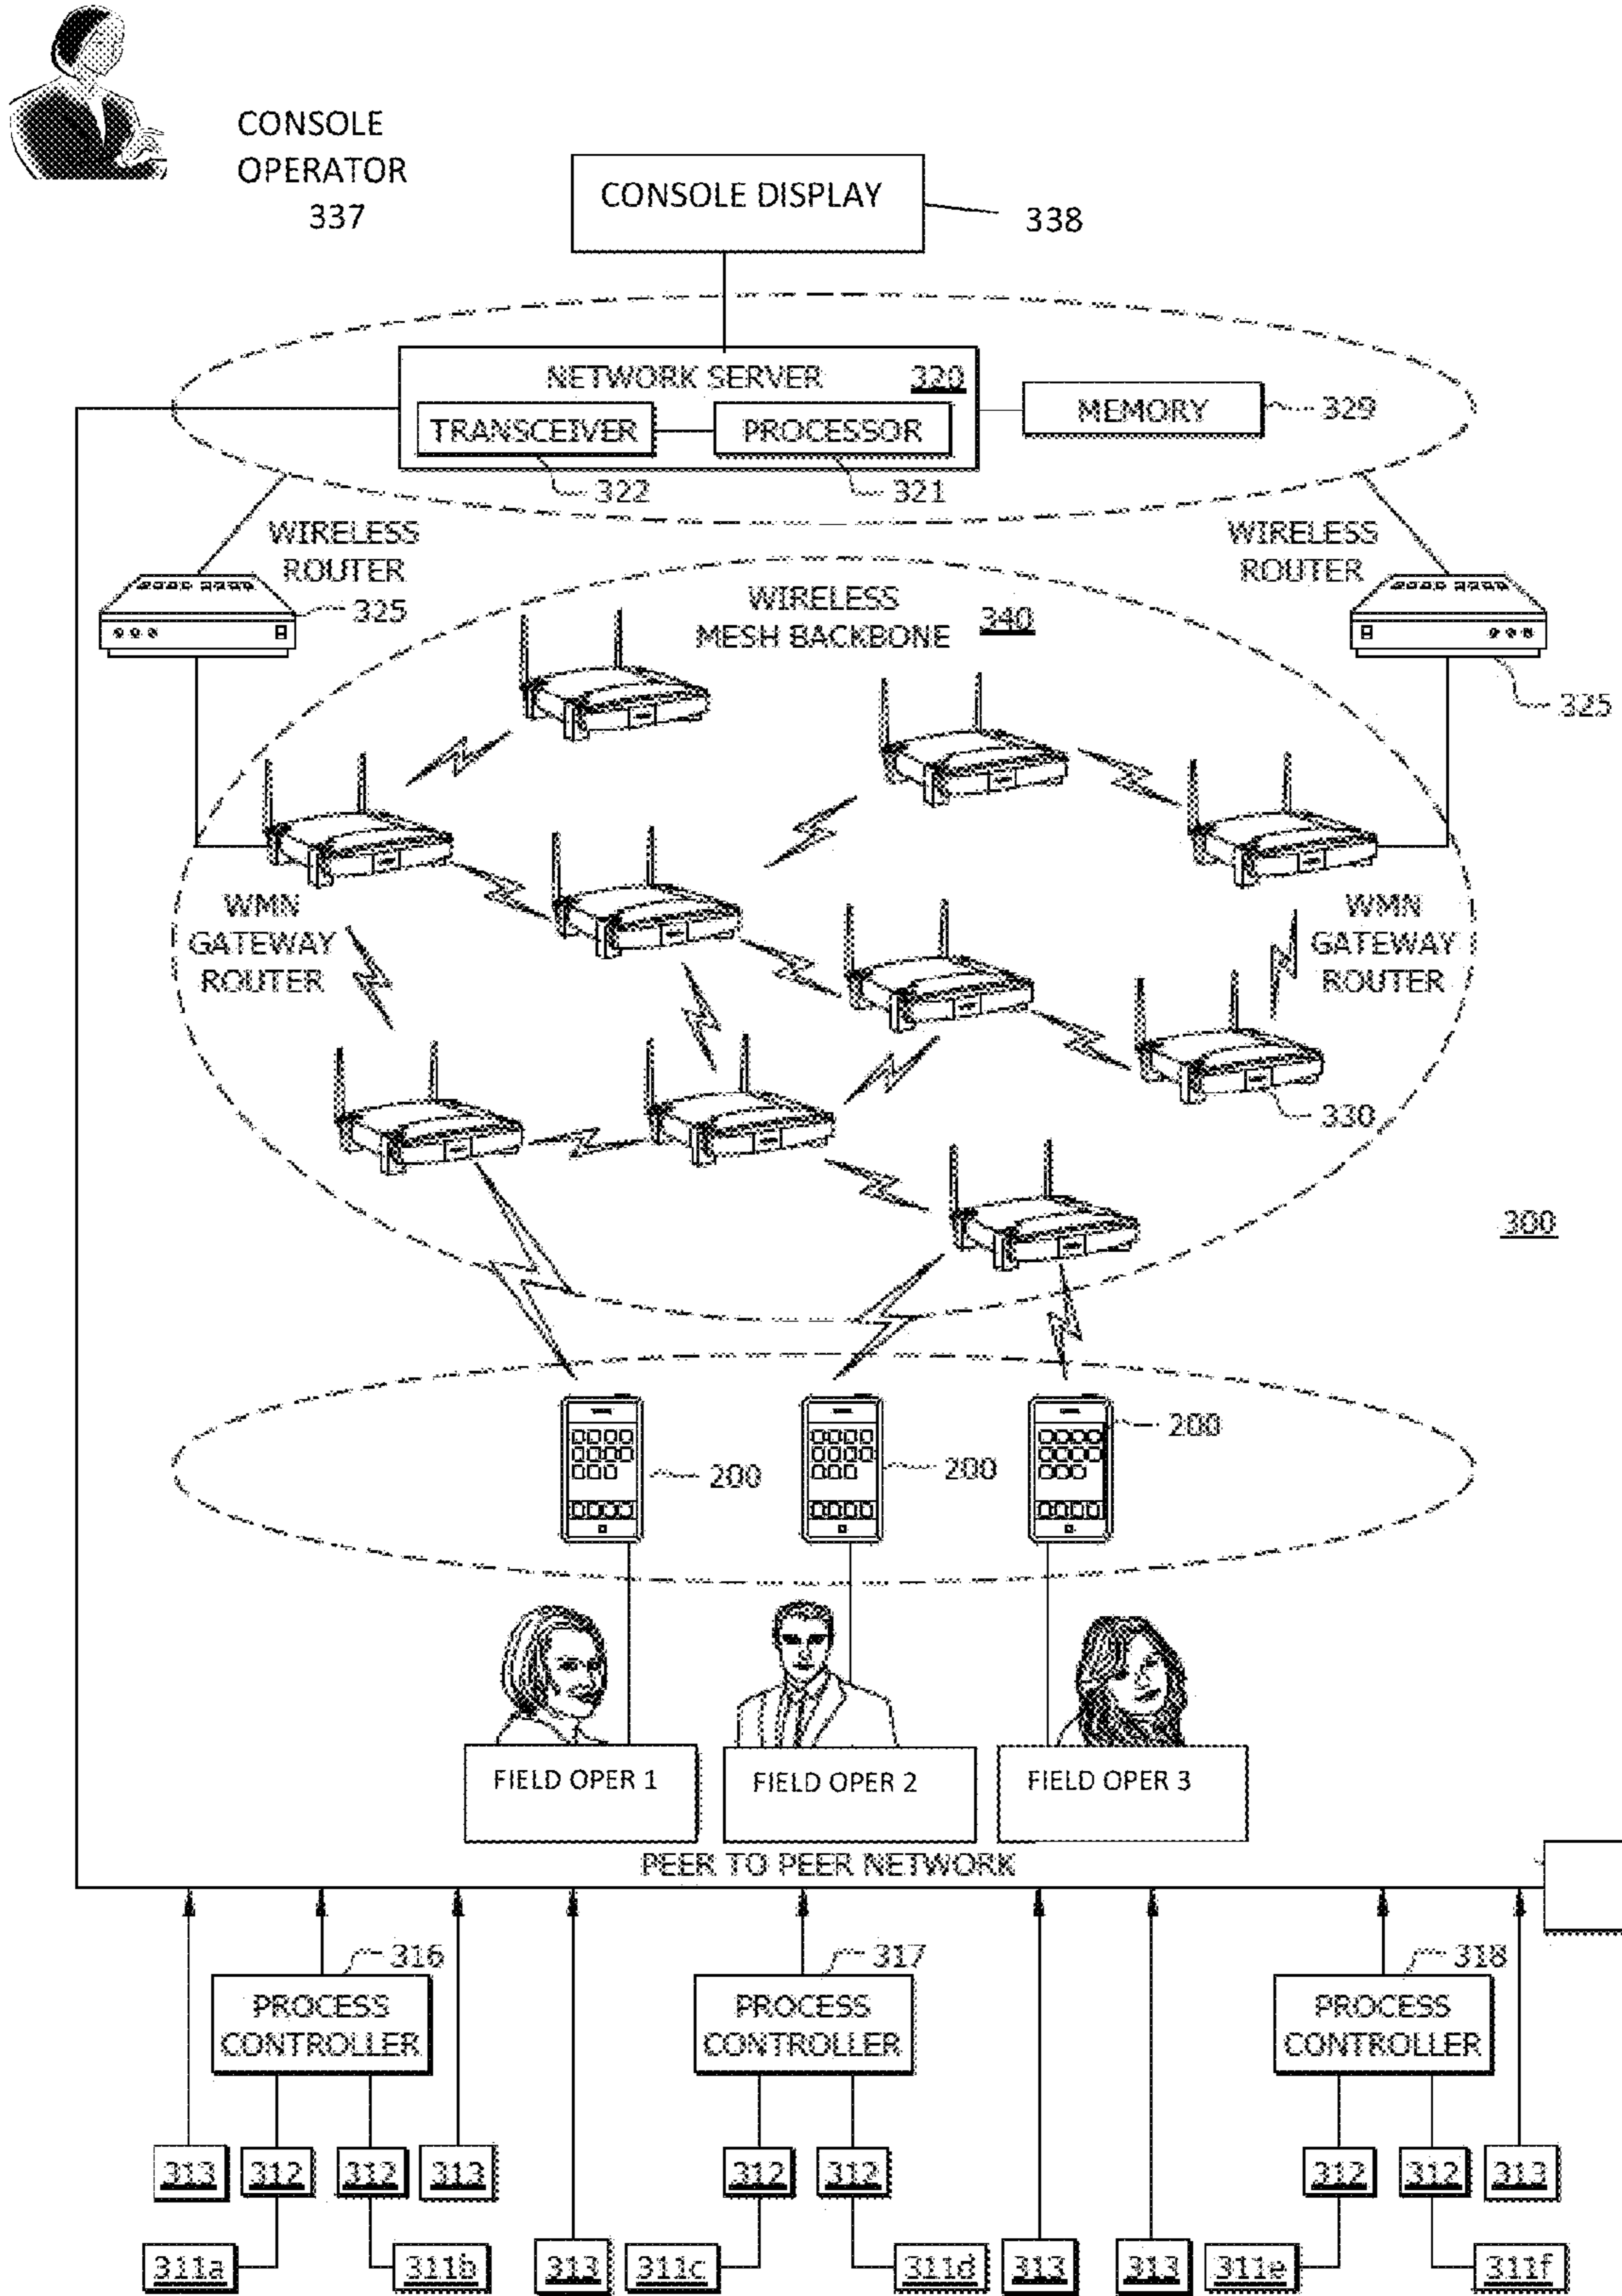 CONSOLE
OPERATOR
337
CONSOLE DISPLAY
338
NETWORK SERVER 320
TRANSCEIVER
PROCESSOR
MEMORY
329
322
321
WIRELESS
ROUTER
325
WIRELESS
ROUTER
325
WIRELESS
MESH BACKBONE
340
WMN
GATEWAY
ROUTER
WMN
GATEWAY
ROUTER
330
300
200
200
200
FIELD OPER 1
FIELD OPER 2
FIELD OPER 3
PEER TO PEER NETWORK
316
PROCESS
CONTROLLER
317
PROCESS
CONTROLLER
318
PROCESS
CONTROLLER
313 312 312 313 312 312 312 312 313
311a 311b 313 311c 311d 313 313 311e 311f